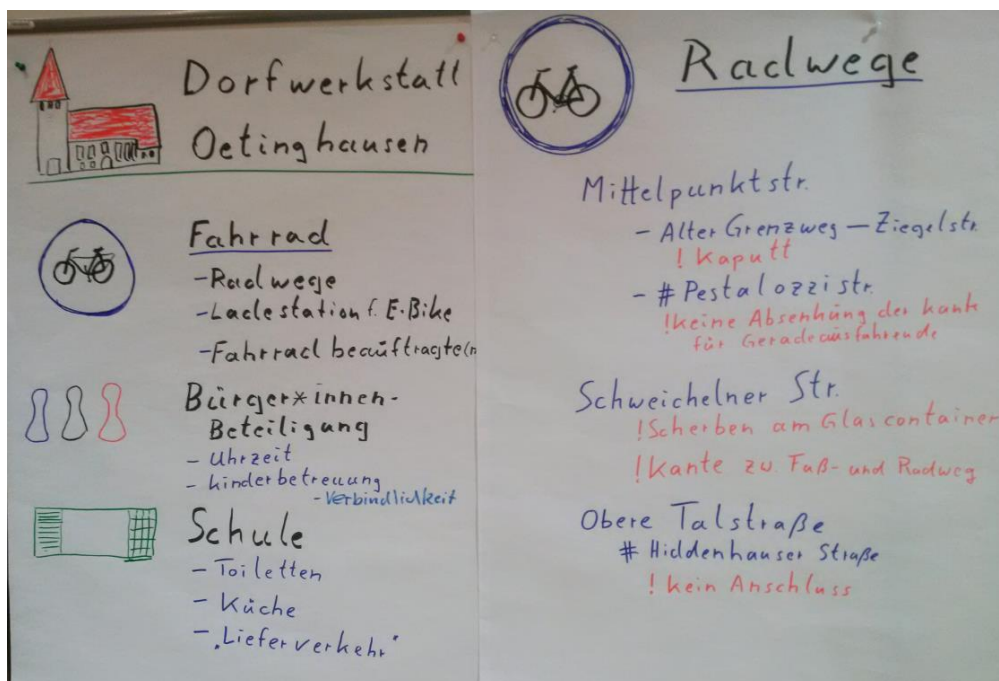 Dorfwerkstatt
Oetinghausen
Fahrrad
- Radwege
- Ladestation f. E-Bike
- Fahrradbeauftragte(n
Bürger*innen-
Beteiligung
- Uhrzeit
- Kinderbetreuung
- Verbindlichkeit
Schule
- Toiletten
- Küche
- "Lieferverkehr"
Radwege
Mittelpunktstr.
- Alter Grenzweg – Ziegelstr.
! Kaputt
- # Pestalozzistr.
! Keine Absenkung der Kante
für Geradeausfahrende
Schweichelner Str.
! Scherben am Glascontainer
! Kante zw. Fuß- und Radweg
Obere Talstraße
# Hiddenhauser Straße
! kein Anschluss